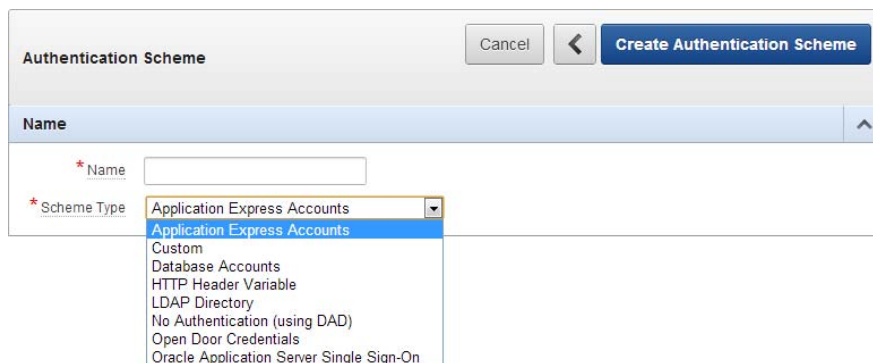 Authentication Scheme
Cancel
Create Authentication Scheme
Name
* Name
* Scheme Type Application Express Accounts
Application Express Accounts
Custom
Database Accounts
HTTP Header Variable
LDAP Directory
No Authentication (using DAD)
Open Door Credentials
Oracle Application Server Single Sign-On